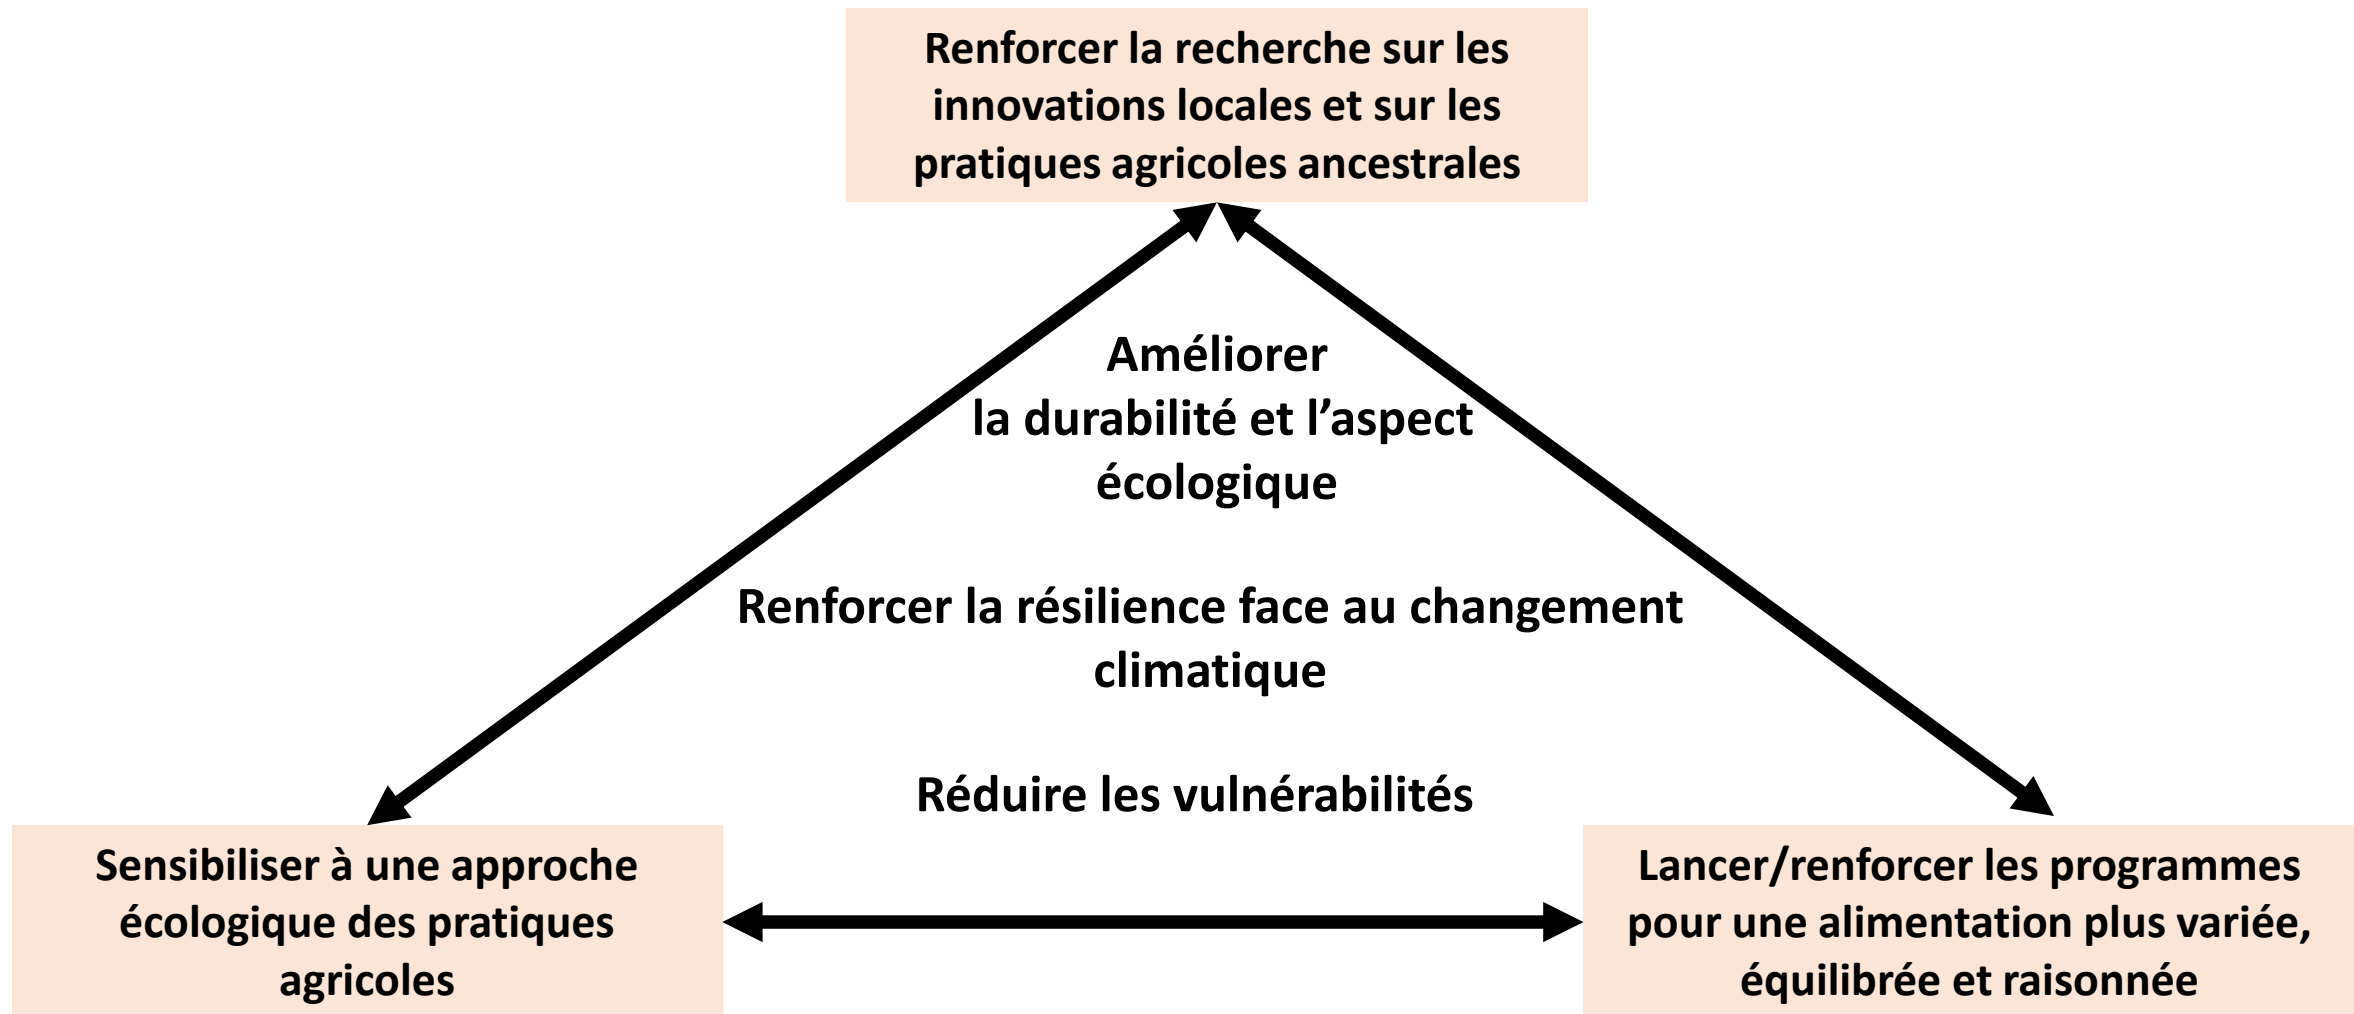 Renforcer la recherche sur les
innovations locales et sur les
pratiques agricoles ancestrales
Améliorer
la durabilité et l’aspect
écologique
Renforcer la résilience face au changement
climatique
Réduire les vulnérabilités
Sensibiliser à une approche
écologique des pratiques
agricoles
Lancer/renforcer les programmes
pour une alimentation plus variée,
équilibrée et raisonnée